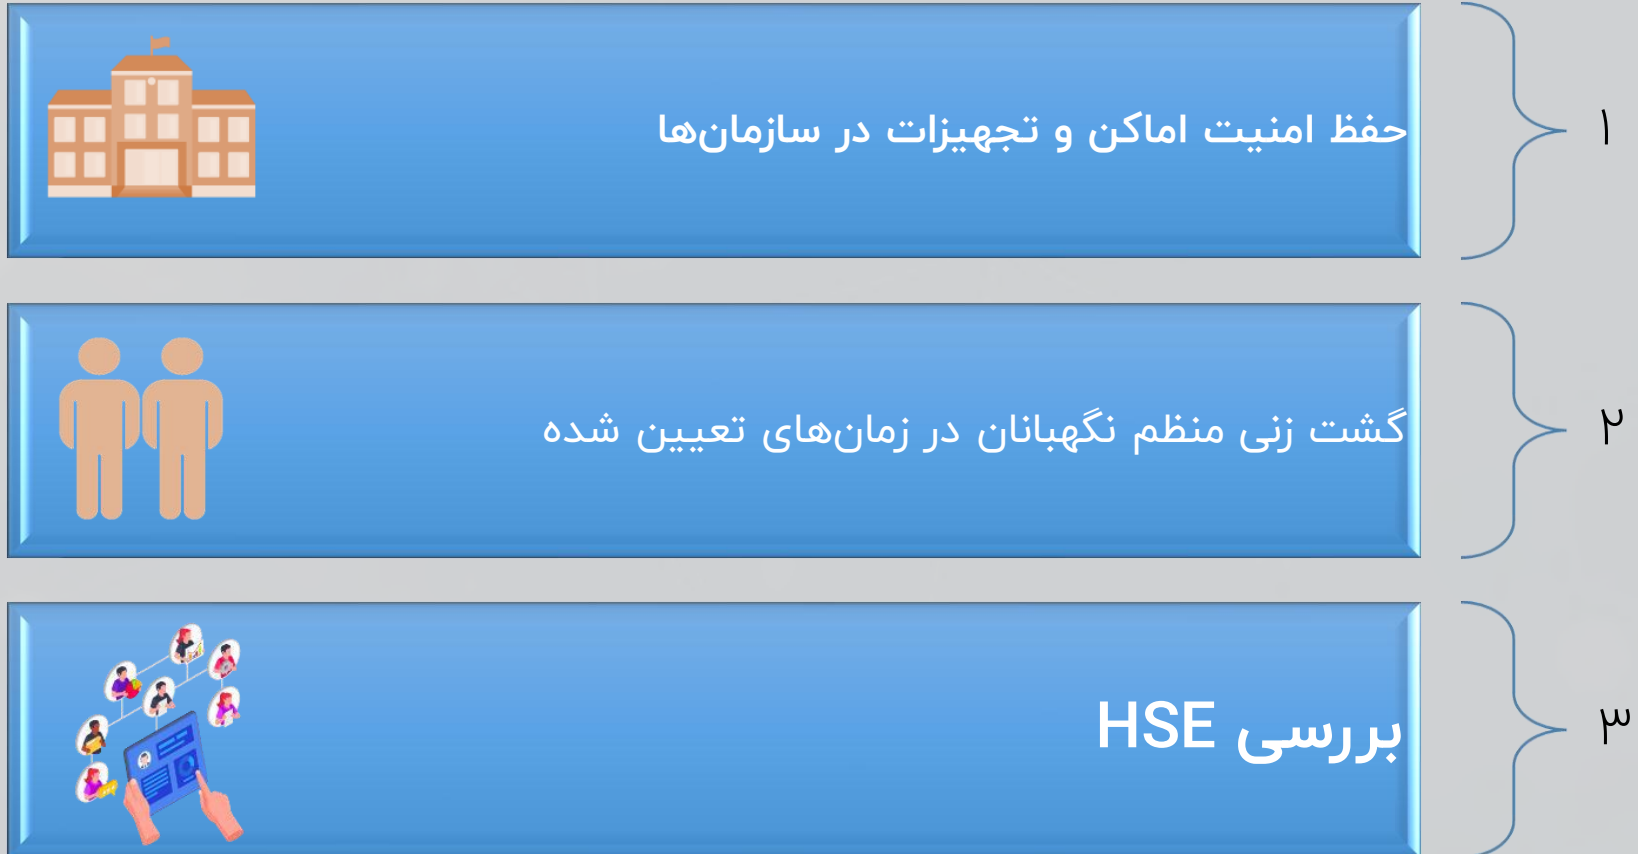 ۱
حفظ امنیت اماکن و تجهیزات در سازمان‌ها
۲
گشت زنی منظم نگهبانان در زمان‌های تعیین شده
۳
بررسی HSE